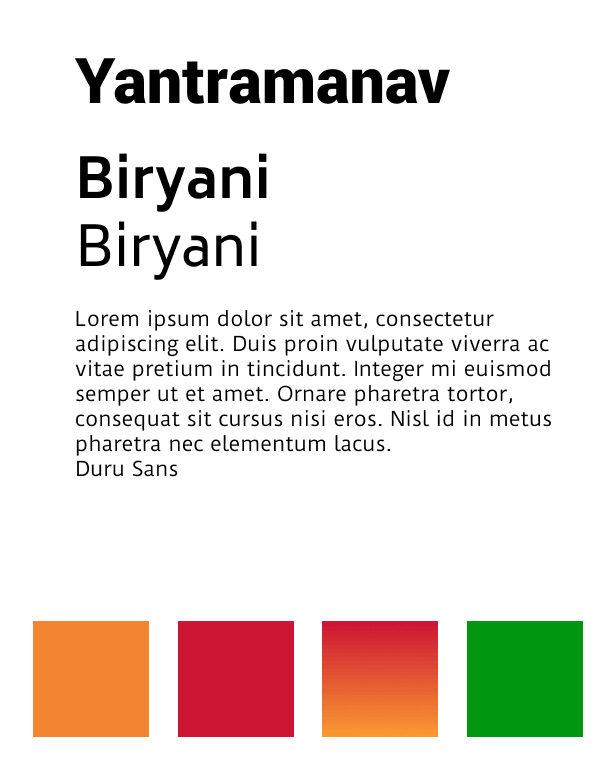 Yantramanav
Biryani
Biryani
Lorem ipsum dolor sit amet, consectetur
adipiscing elit. Duis proin vulputate viverra ac
vitae pretium in tincidunt. Integer mi euismod
semper ut et amet. Ornare pharetra tortor,
consequat sit cursus nisi eros. Nisl id in metus
pharetra nec elementum lacus.
Duru Sans